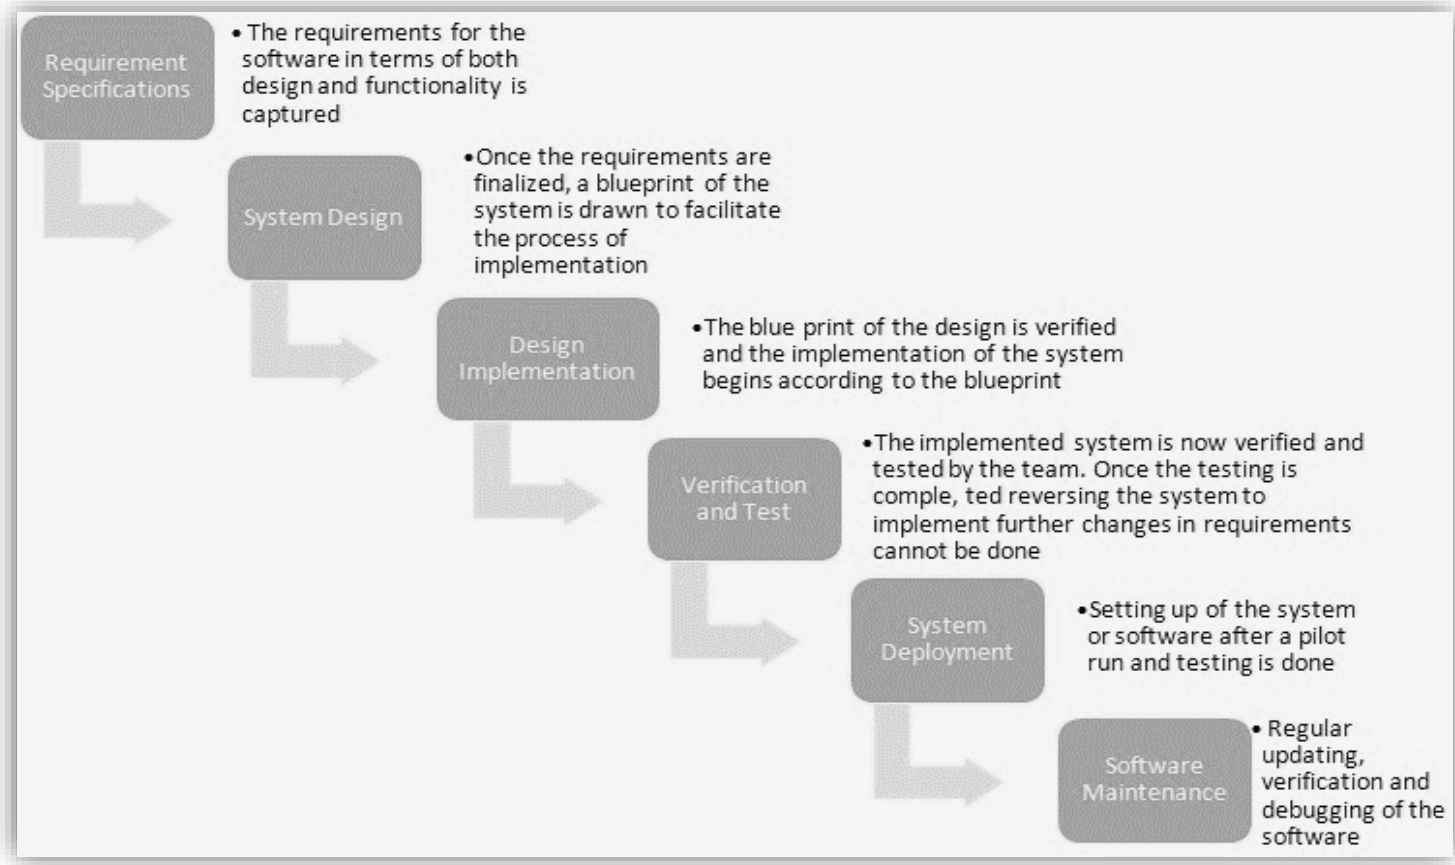 Requirement
Specifications
• The requirements for the
software in terms of both
design and functionality is
captured
System Design
•Once the requirements are
finalized, a blueprint of the
system is drawn to facilitate
the process of
implementation
Design
Implementation
•The blue print of the design is verified
and the implementation of the system
begins according to the blueprint
Verification
and Test
•The implemented system is now verified and
tested by the team. Once the testing is
comple, ted reversing the system to
implement further changes in requirements
cannot be done
System
Deployment
•Setting up of the system
or software after a pilot
run and testing is done
Software
Maintenance
• Regular
updating,
verification and
debugging of the
software